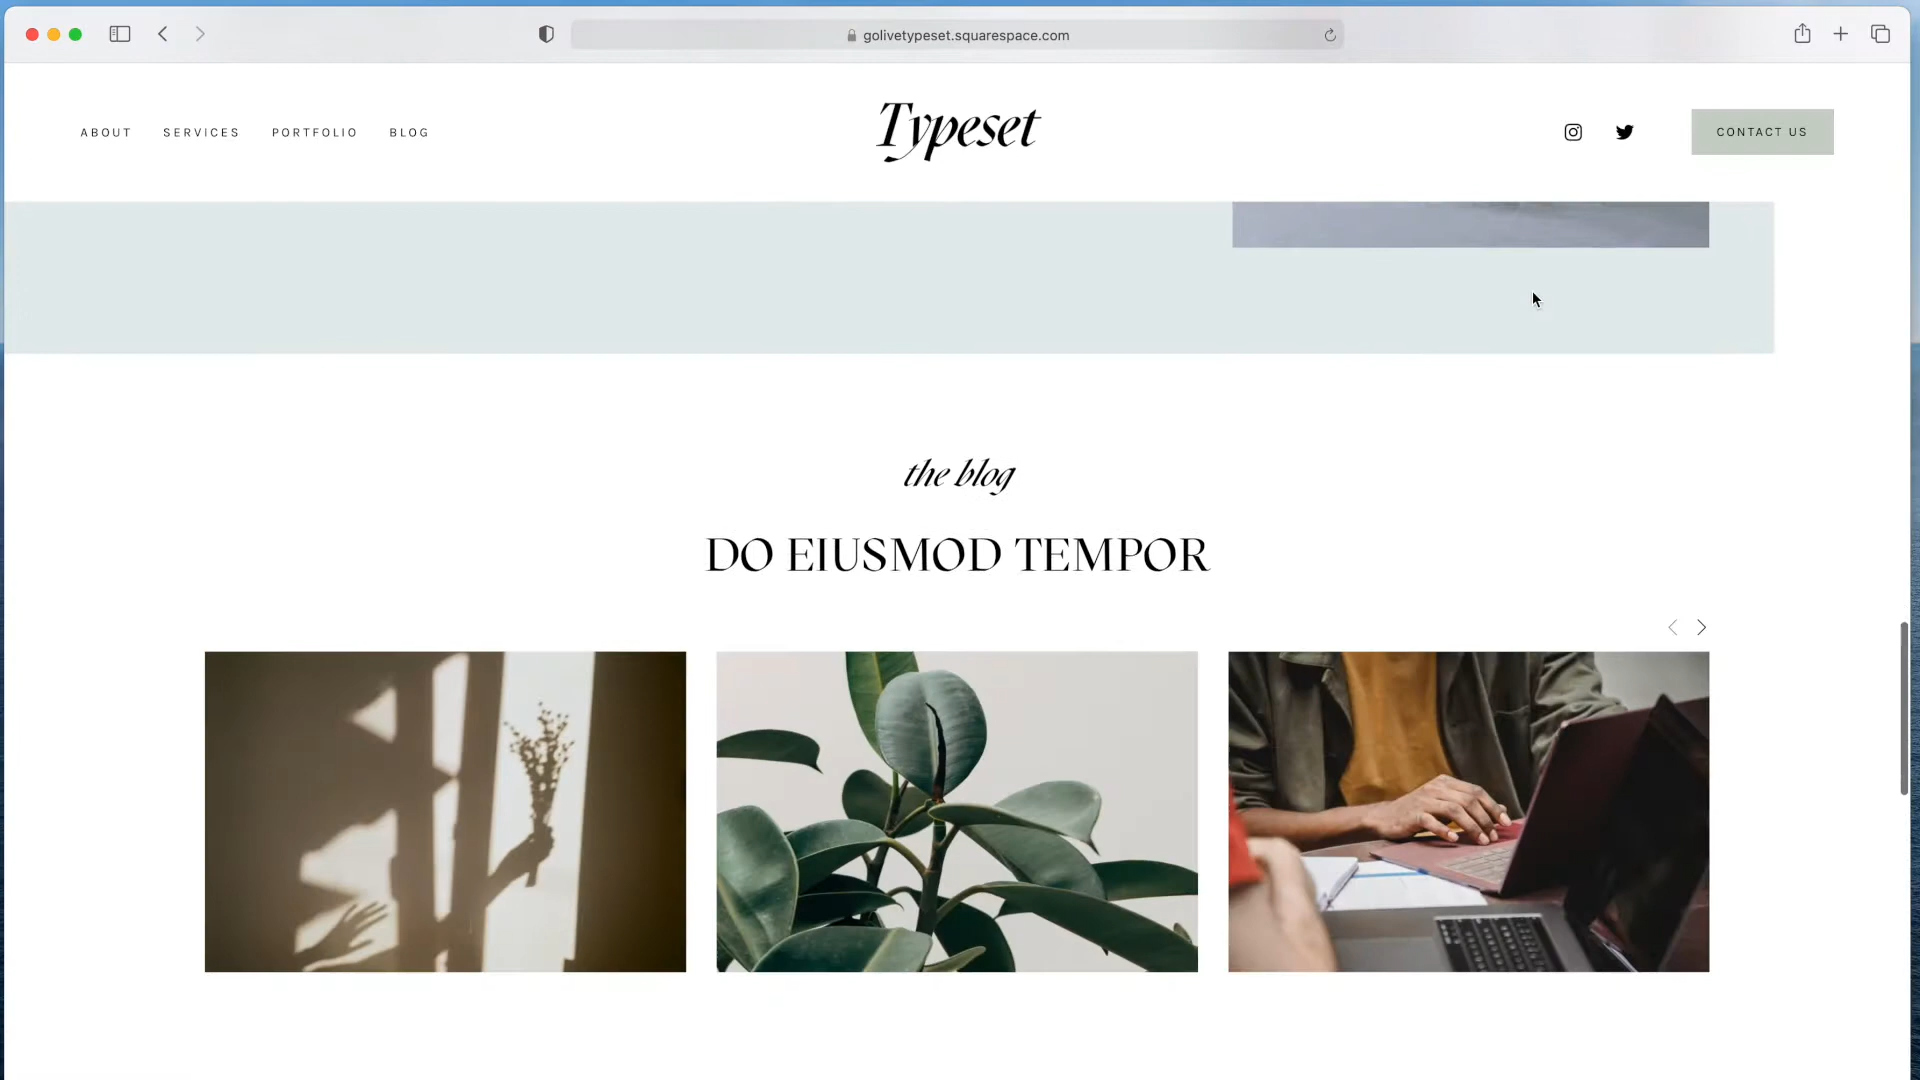 golivetypeset.squarespace.com
ABOUT SERVICES PORTFOLIO BLOG
Typeset
CONTACT US
the blog
DO EIUSMOD TEMPOR